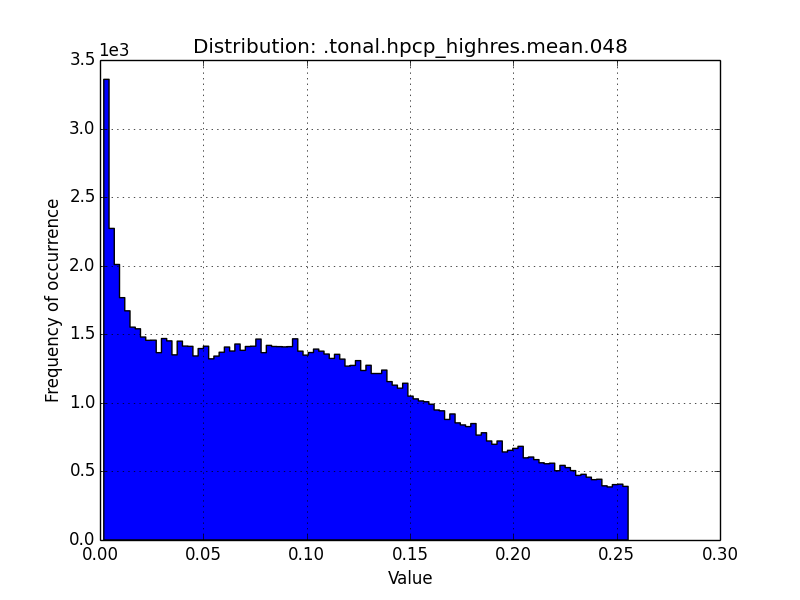 Distribution: .tonal.hpcp_highres.mean.048
1e3
3.5
3.0
2.5
2.0
1.5
1.0
0.5
0.0
Frequency of occurrence
0.00 0.05 0.10 0.15 0.20 0.25 0.30
Value